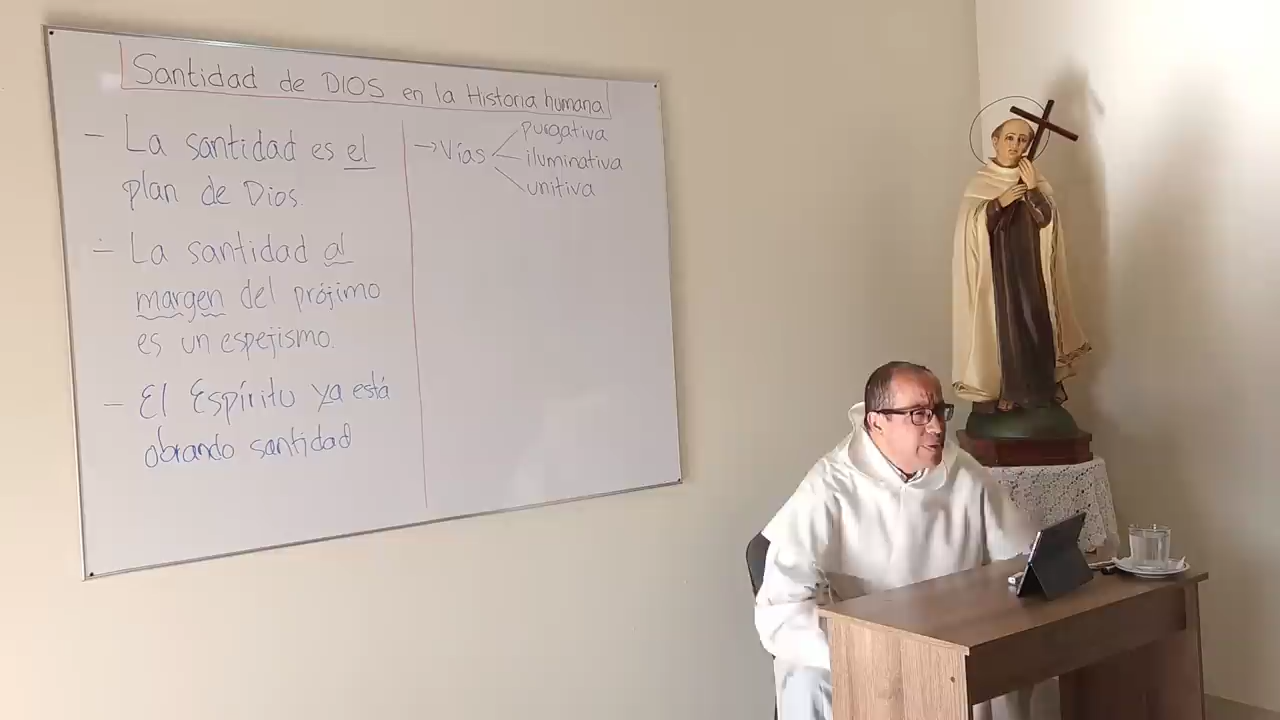 Santidad de DIOS en la Historia humana
- La santidad es el
plan de Dios.
- La santidad al
margen del prójimo
es un espejismo.
- El Espíritu ya está
obrando santidad
→ Vías
purgativa
iluminativa
unitiva